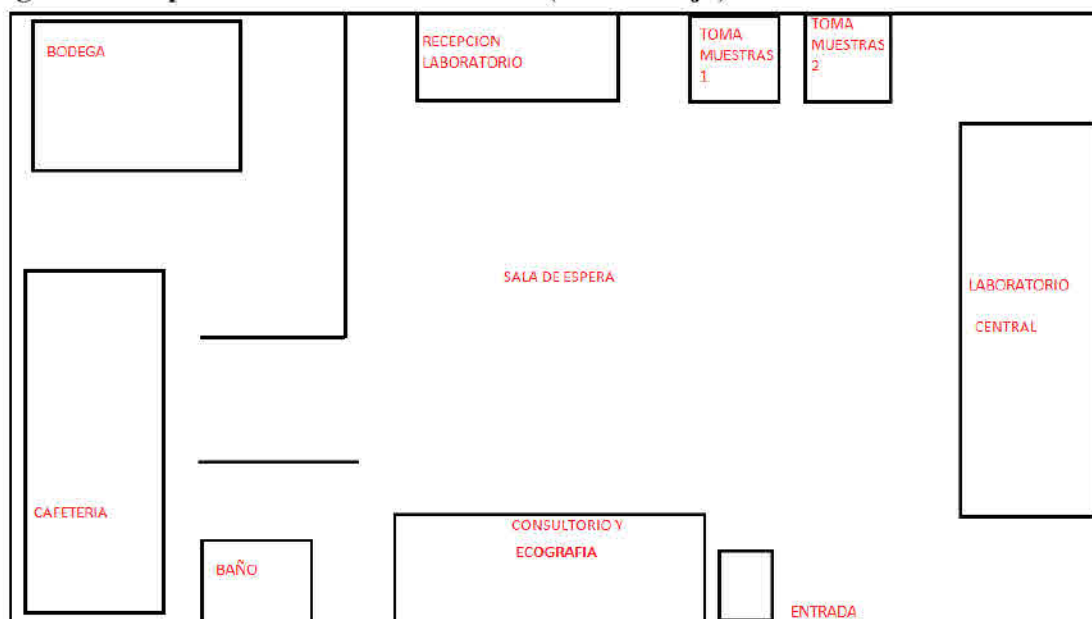 BODEGA
RECEPCION
LABORATORIO
TOMA
MUESTRAS
1
TOMA
MUESTRAS
2
SALA DE ESPERA
LABORATORIO
CENTRAL
CAFETERIA
CONSULTORIO Y
ECOGRAFIA
BAÑO
ENTRADA